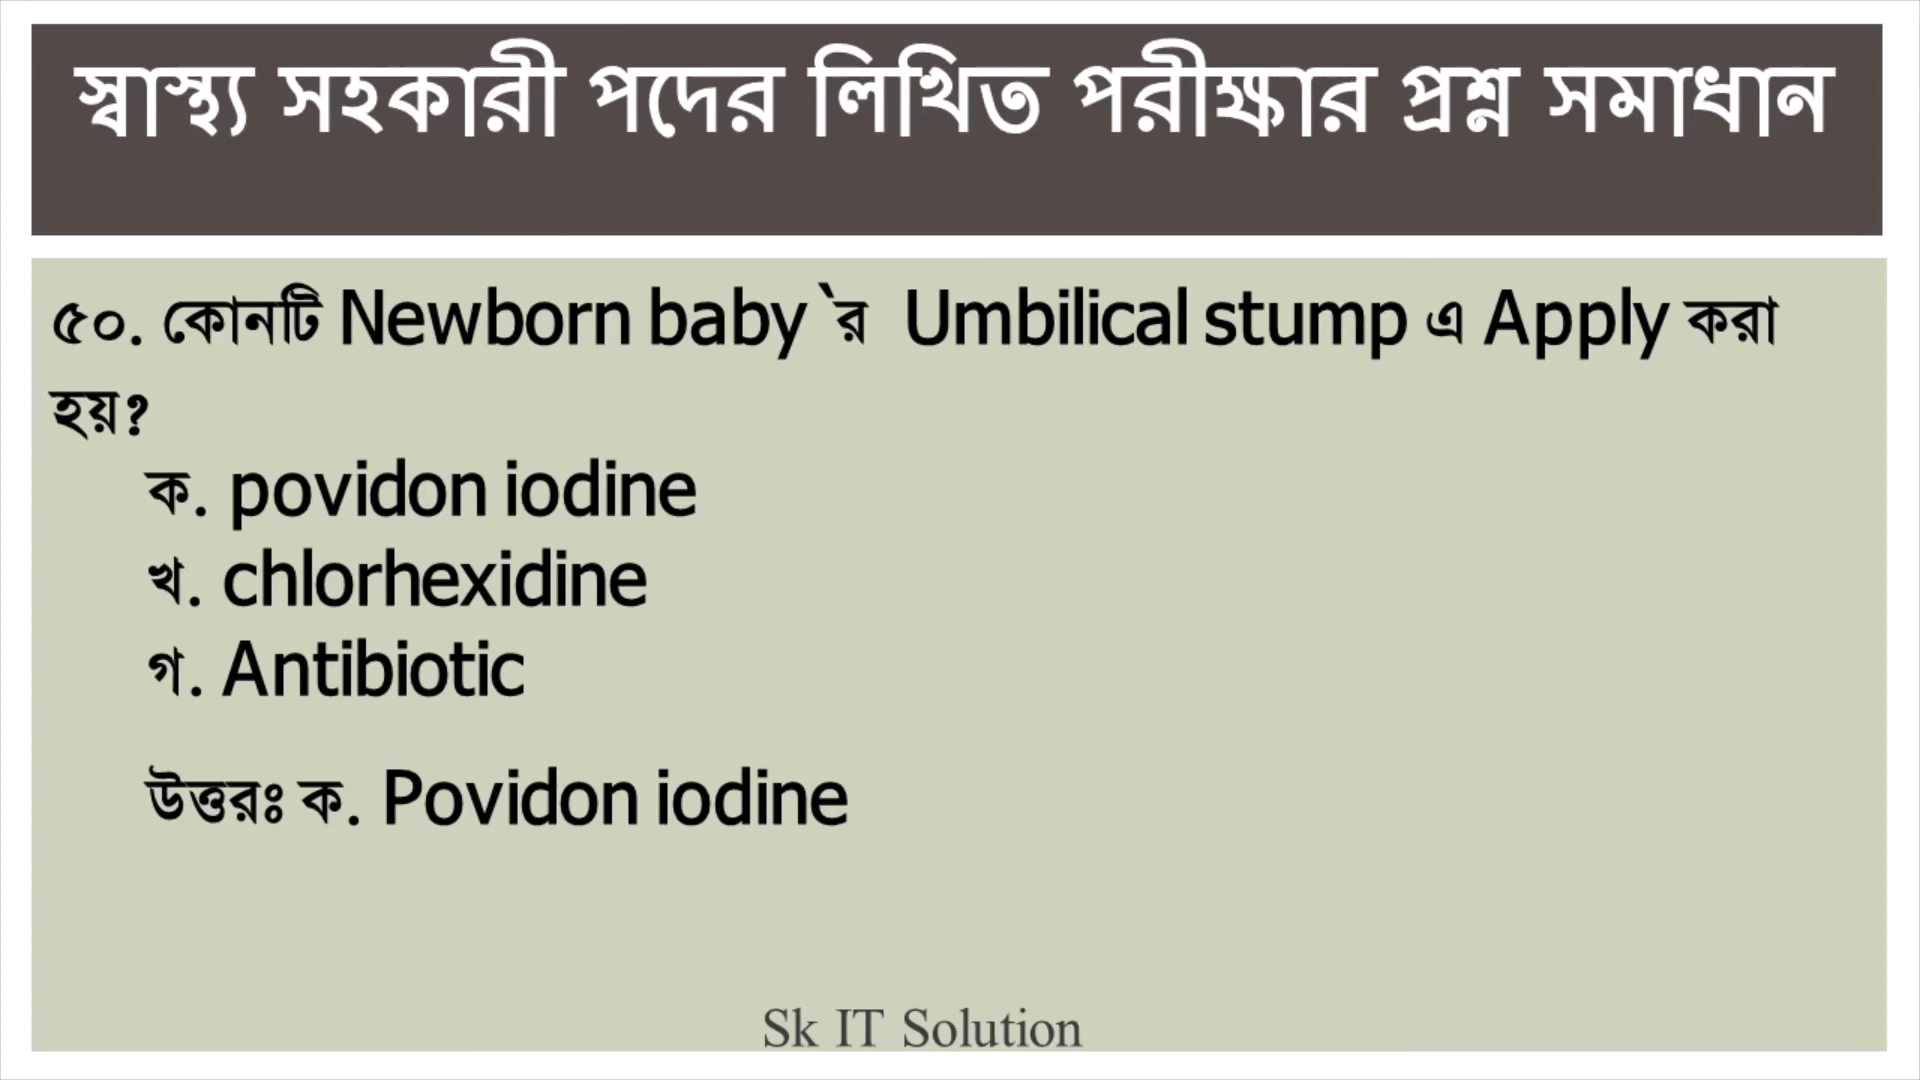 স্বাস্থ্য সহকারী পদের লিখিত পরীক্ষার প্রশ্ন সমাধান
৫০. কোনটি Newborn baby`র Umbilical stump এ Apply করা
হয়?
ক. povidon iodine
খ. chlorhexidine
গ. Antibiotic
উত্তরঃ ক. Povidon iodine
Sk IT Solution